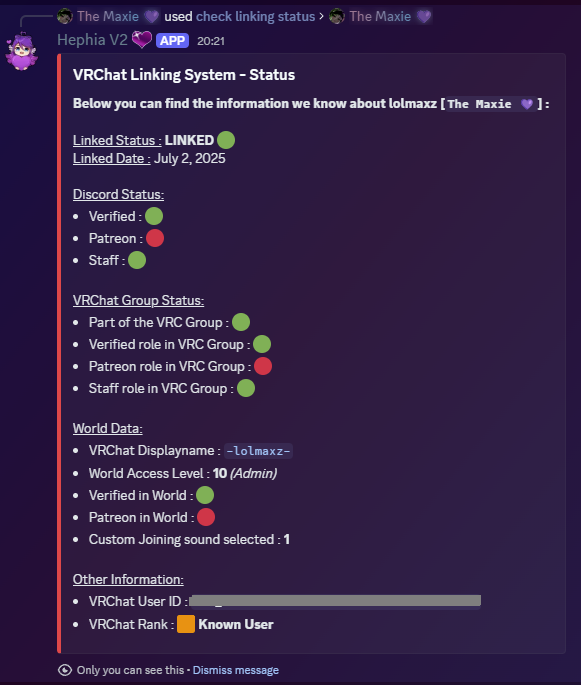 The Maxie 💜 used check linking status > The Maxie 💜
Hephia V2 APP 20:21
VRChat Linking System - Status
Below you can find the information we know about lolmaxz [The Maxie 💜]:
Linked Status : LINKED 🟢
Linked Date : July 2, 2025
Discord Status:
• Verified : 🟢
• Patreon : 🔴
• Staff : 🟢
VRChat Group Status:
• Part of the VRC Group : 🟢
• Verified role in VRC Group : 🟢
• Patreon role in VRC Group : 🔴
• Staff role in VRC Group : 🟢
World Data:
• VRChat Displayname : -lolmaxz-
• World Access Level : 10 (Admin)
• Verified in World : 🟢
• Patreon in World : 🔴
• Custom Joining sound selected : 1
Other Information:
• VRChat User ID :
• VRChat Rank : 🟧 Known User
Only you can see this • Dismiss message